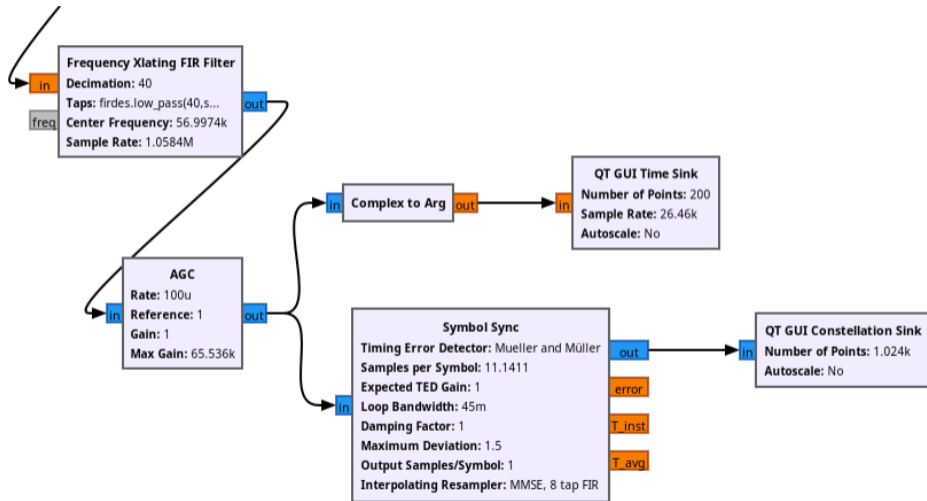 Frequency Xlating FIR Filter
in
Decimation: 40
Taps: firdes.low_pass(40,s...
out
freq
Center Frequency: 56.9974k
Sample Rate: 1.0584M
in
Complex to Arg
out
QT GUI Time Sink
in
Number of Points: 200
Sample Rate: 26.46k
Autoscale: No
AGC
Rate: 100u
in
Reference: 1
out
Gain: 1
Max Gain: 65.536k
Symbol Sync
Timing Error Detector: Mueller and Müller
out
Samples per Symbol: 11.1411
Expected TED Gain: 1
error
in
Loop Bandwidth: 45m
Damping Factor: 1
T_inst
Maximum Deviation: 1.5
Output Samples/Symbol: 1
T_avg
Interpolating Resampler: MMSE, 8 tap FIR
QT GUI Constellation Sink
in
Number of Points: 1.024k
Autoscale: No